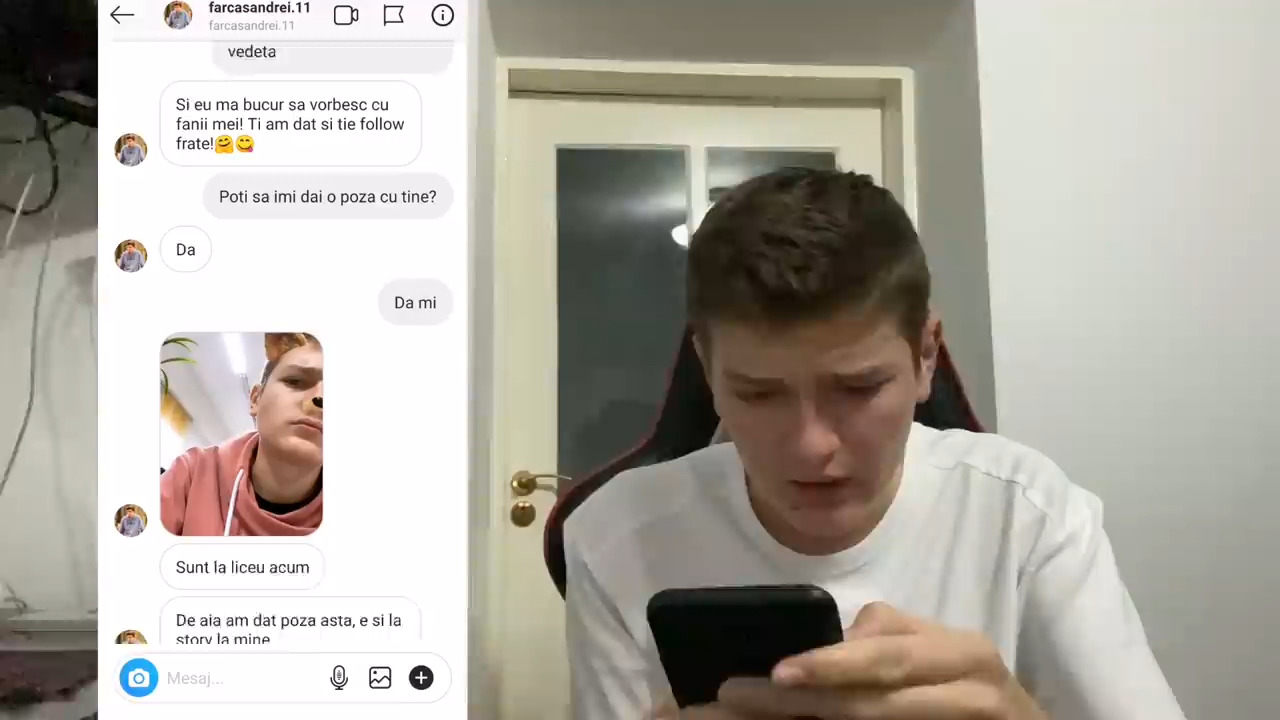 farcasandrei.11
farcasandrei.11
vedeta
Si eu ma bucur sa vorbesc cu
fanii mei! Ti am dat si tie follow
frate!🤗😋
Poti sa imi dai o poza cu tine?
Da
Da mi
Sunt la liceu acum
De aia am dat poza asta, e si la
story la mine
Mesaj...